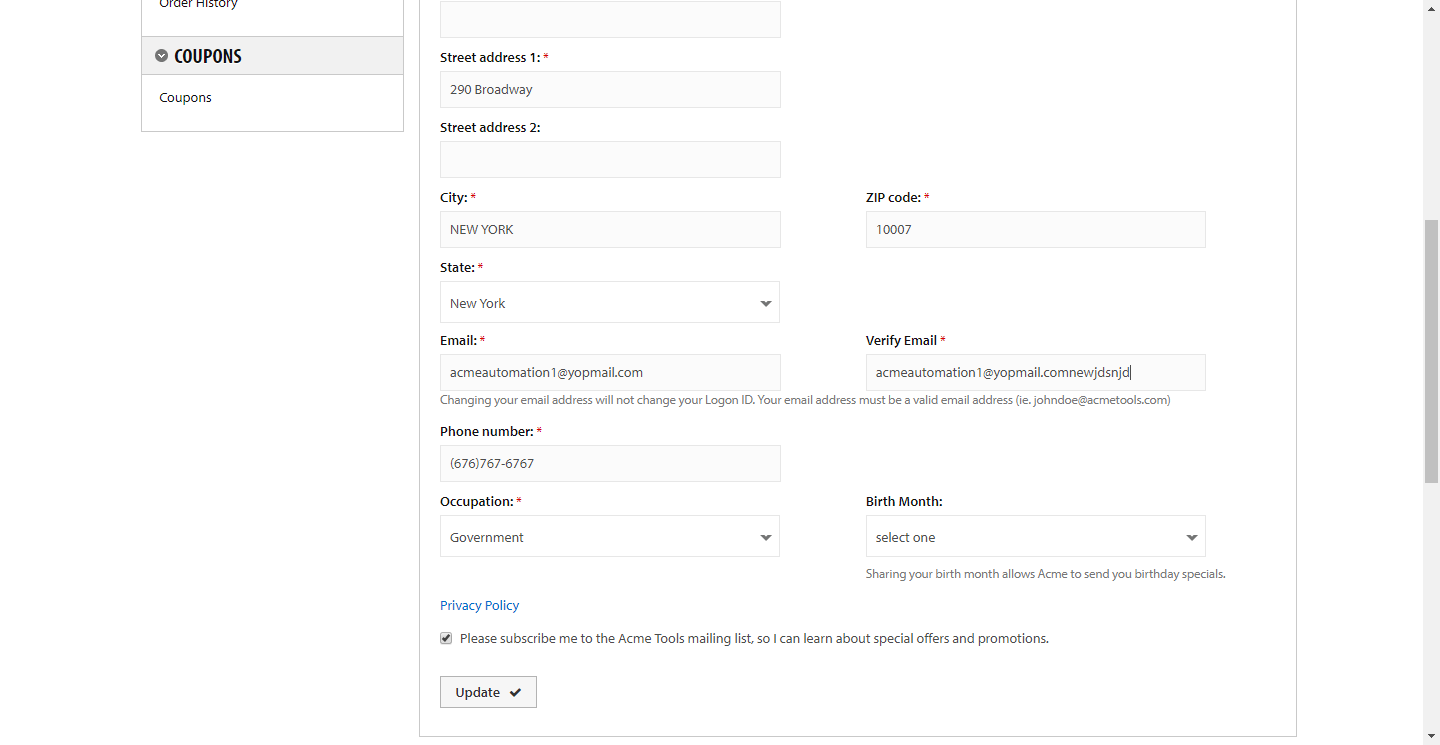 Order History
COUPONS
Coupons
Street address 1: *
290 Broadway
Street address 2:
City: *
ZIP code: *
NEW YORK
10007
State: *
New York
Email: *
Verify Email *
acmeautomation1@yopmail.com
acmeautomation1@yopmail.comnewjdsnjd
Changing your email address will not change your Logon ID. Your email address must be a valid email address (ie. johndoe@acmetools.com)
Phone number: *
(676)767-6767
Occupation: *
Birth Month:
Government
select one
Sharing your birth month allows Acme to send you birthday specials.
Privacy Policy
Please subscribe me to the Acme Tools mailing list, so I can learn about special offers and promotions.
Update